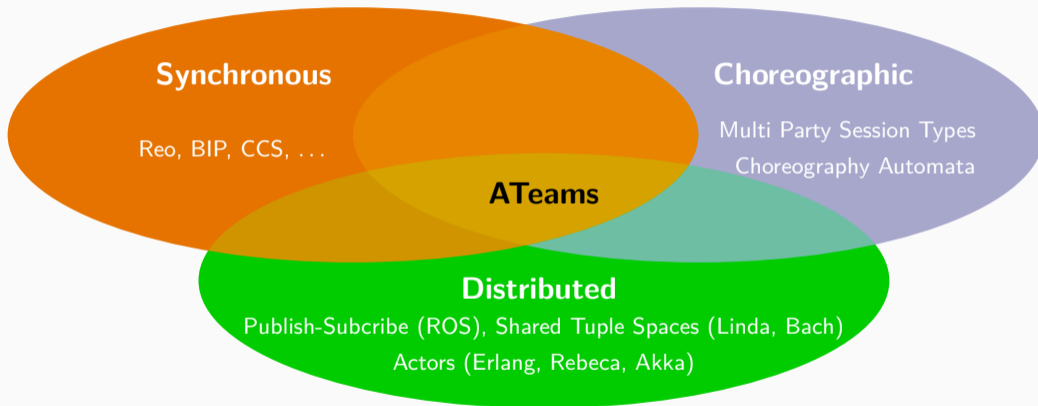 Synchronous
Reo, BIP, CCS, ...
Choreographic
Multi Party Session Types
Choreography Automata
ATeams
Distributed
Publish-Subcribe (ROS), Shared Tuple Spaces (Linda, Bach)
Actors (Erlang, Rebeca, Akka)